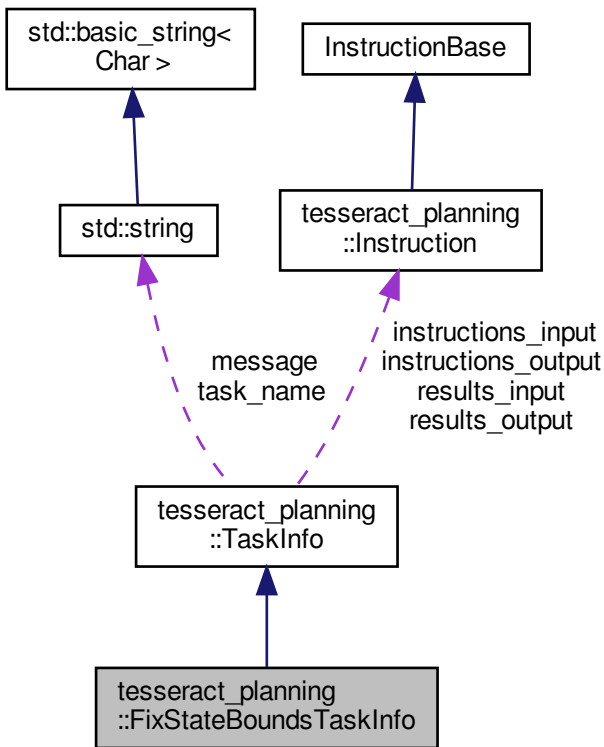 std::basic_string<
Char >
InstructionBase
std::string
tesseract_planning
::Instruction
message
task_name
instructions_input
instructions_output
results_input
results_output
tesseract_planning
::TaskInfo
tesseract_planning
::FixStateBoundsTaskInfo